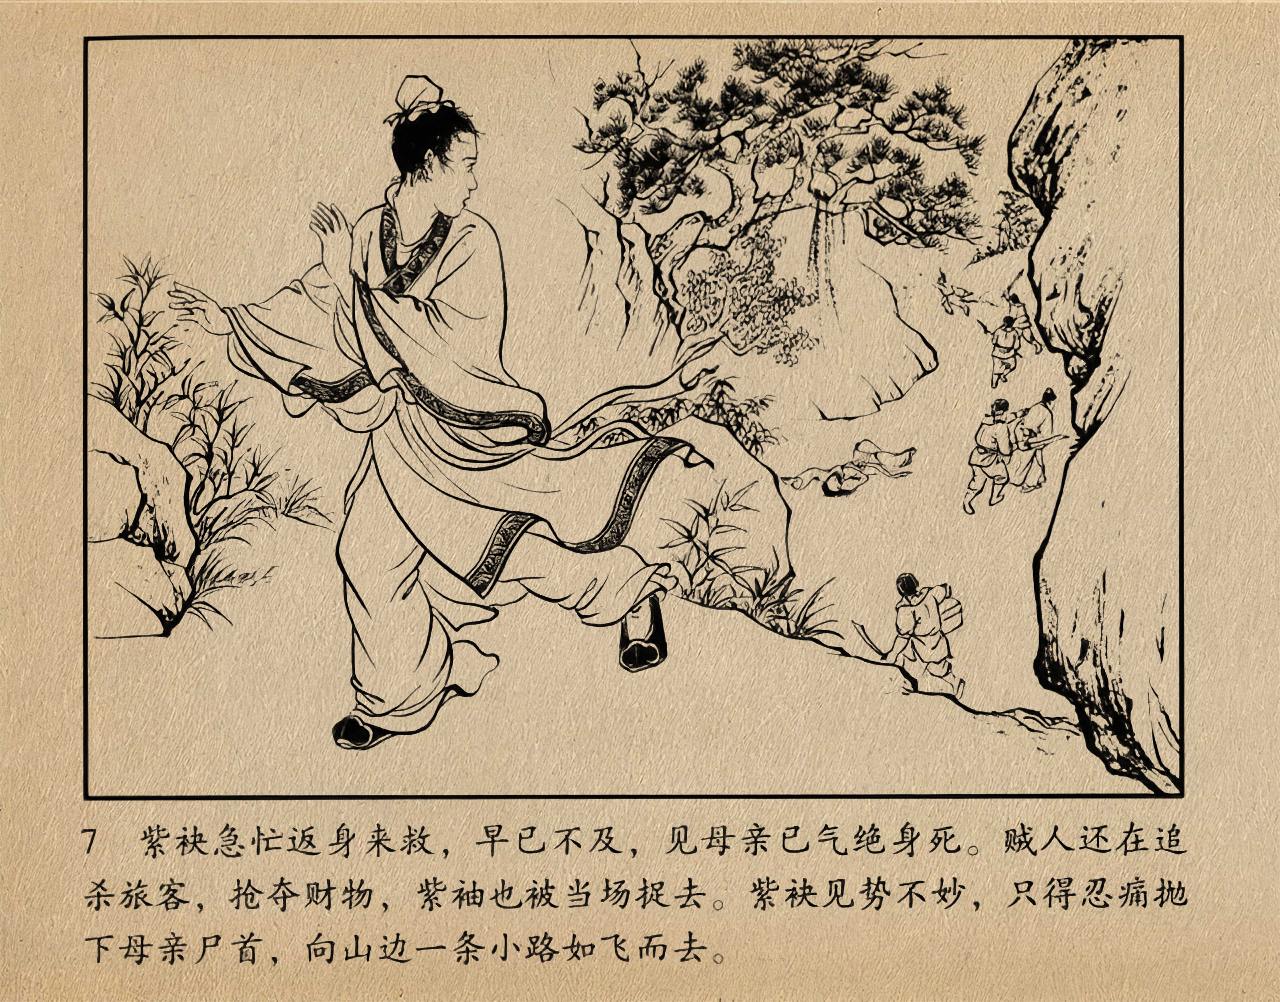 7 紫袂急忙返身来救，早已不及，见母亲已气绝身死。贼人还在追
杀旅客，抢夺财物，紫袖也被当场捉去。紫袂见势不妙，只得忍痛抛
下母亲尸首，向山边一条小路如飞而去。